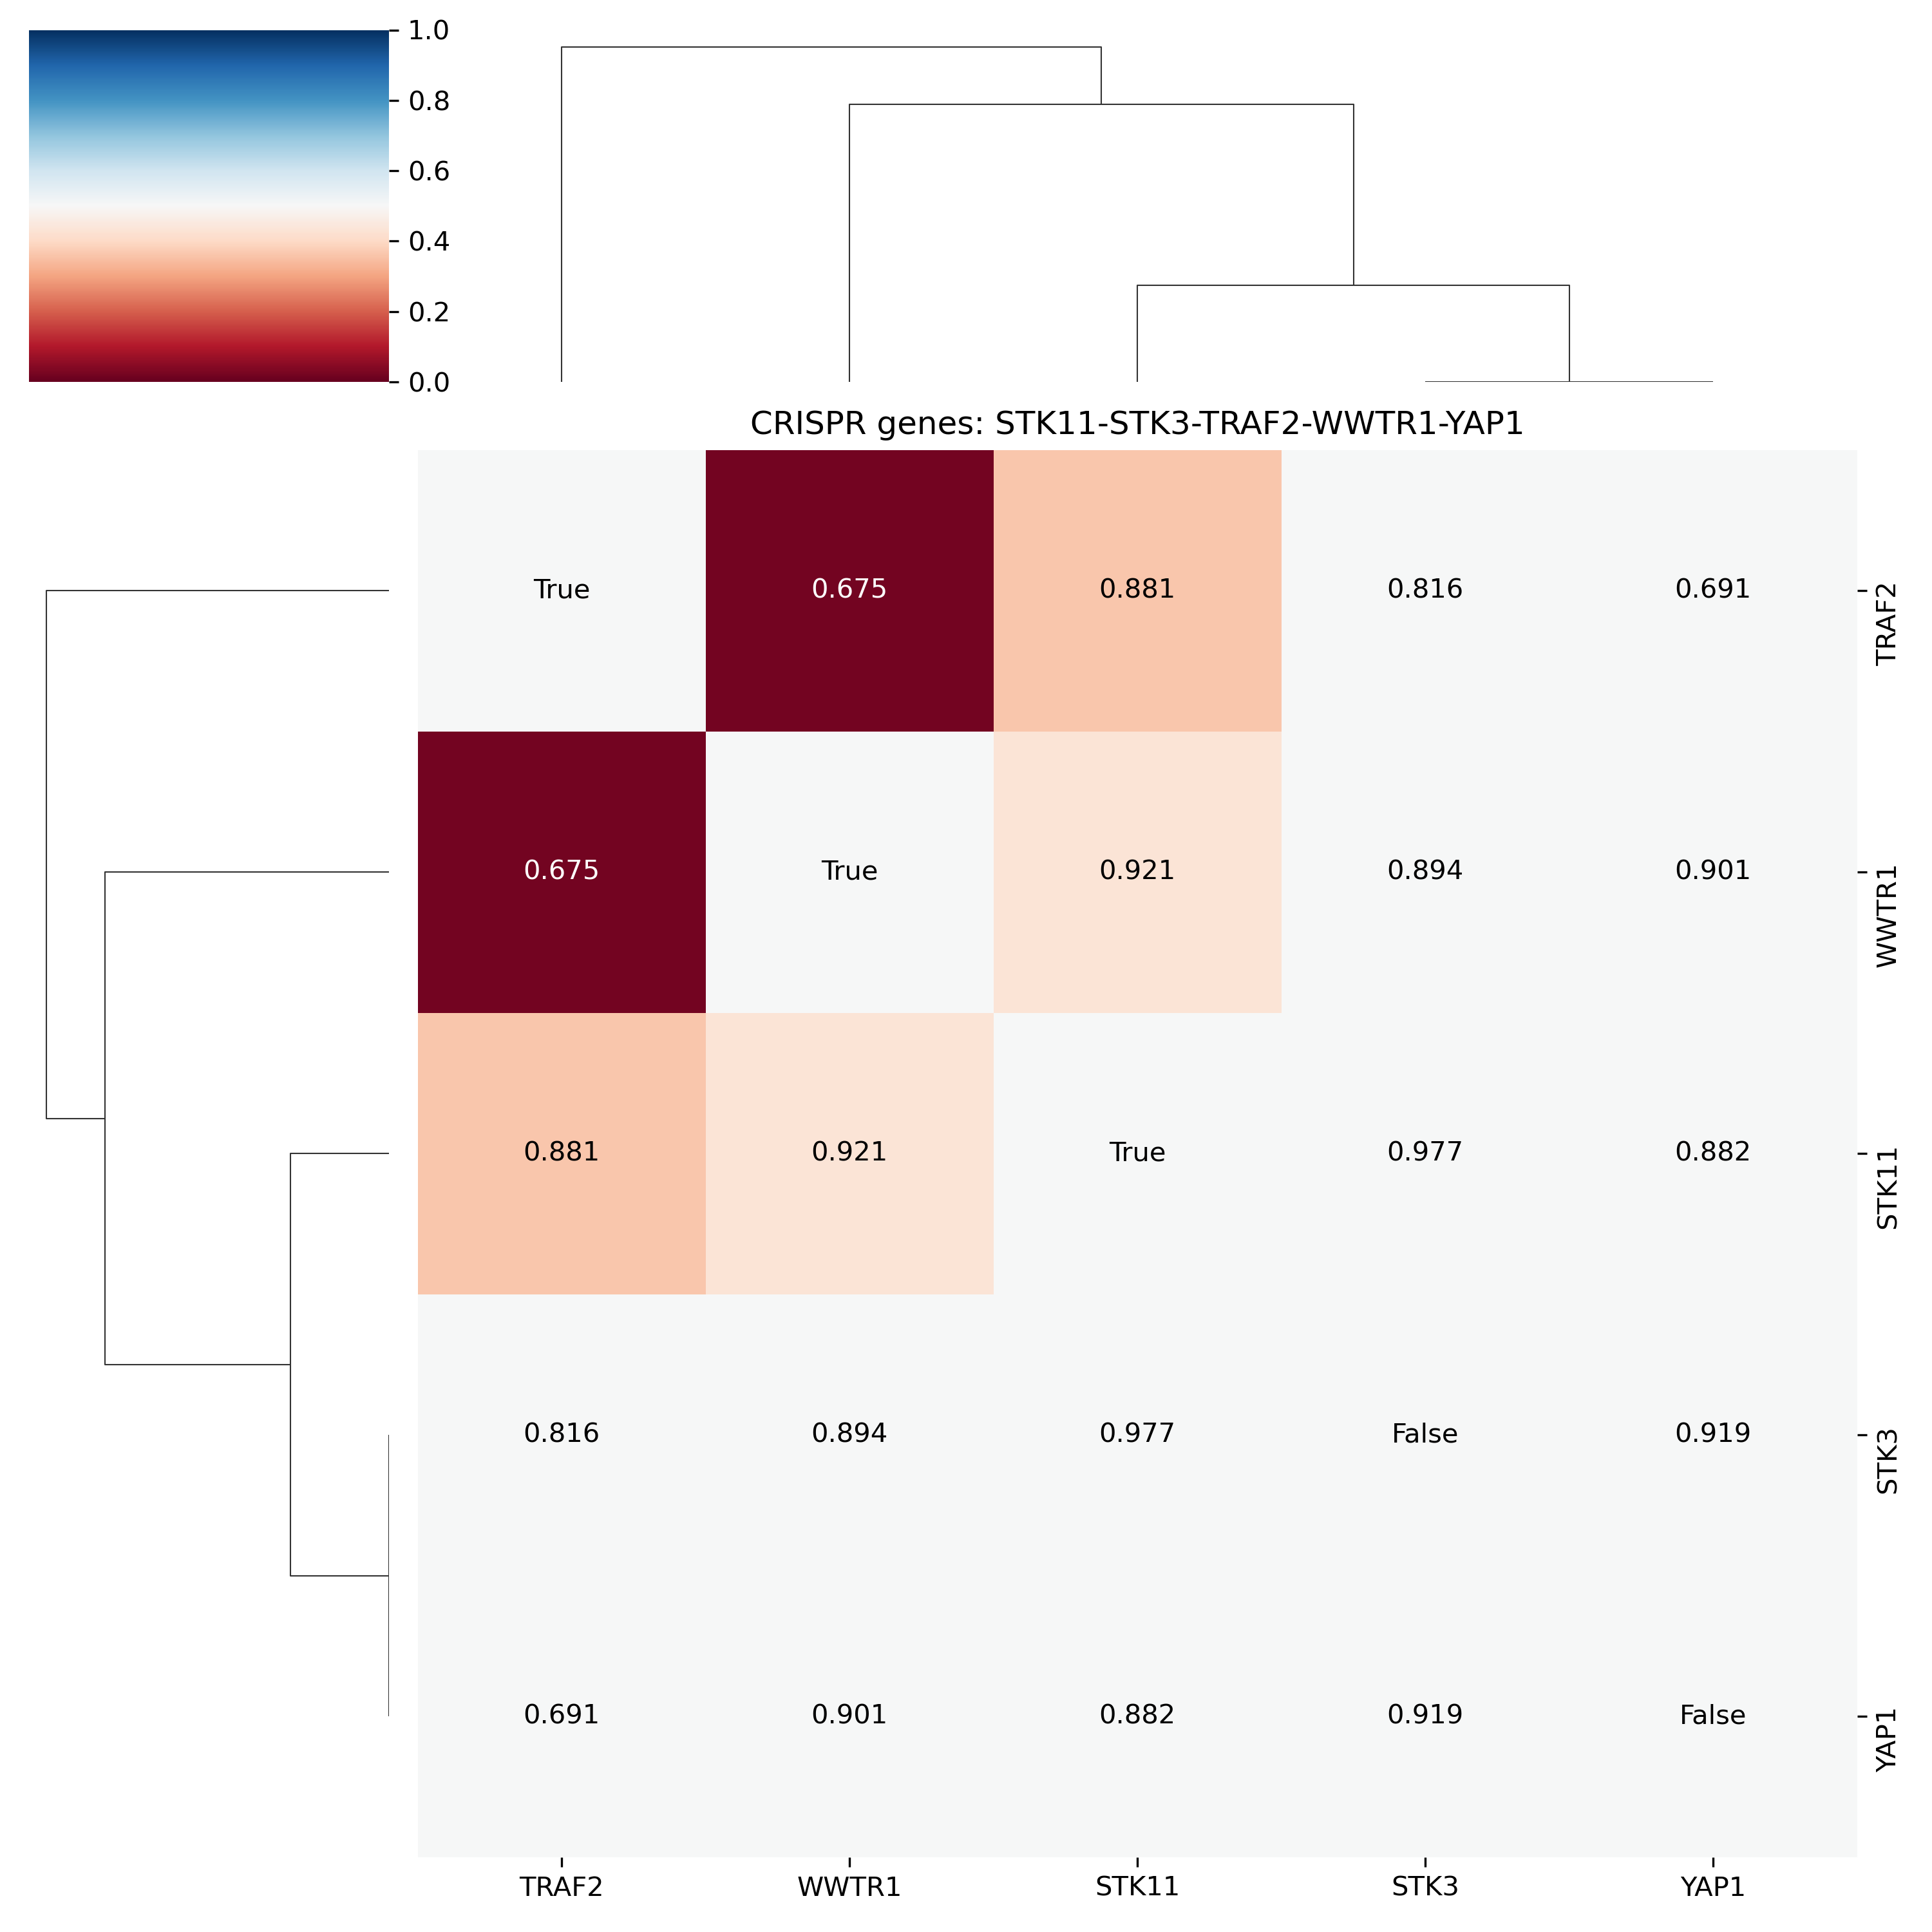 1.0
0.8
0.6
0.4
0.2
0.0
CRISPR genes: STK11-STK3-TRAF2-WWTR1-YAP1
True 0.675 0.881 0.816 0.691 TRAF2
0.675 True 0.921 0.894 0.901 WWTR1
0.881 0.921 True 0.977 0.882 STK11
0.816 0.894 0.977 False 0.919 STK3
0.691 0.901 0.882 0.919 False YAP1
TRAF2 WWTR1 STK11 STK3 YAP1